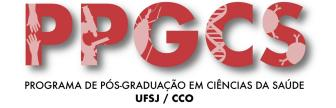 PPGCS
PROGRAMA DE PÓS-GRADUAÇÃO EM CIÊNCIAS DA SAÚDE
UFSJ / CCO